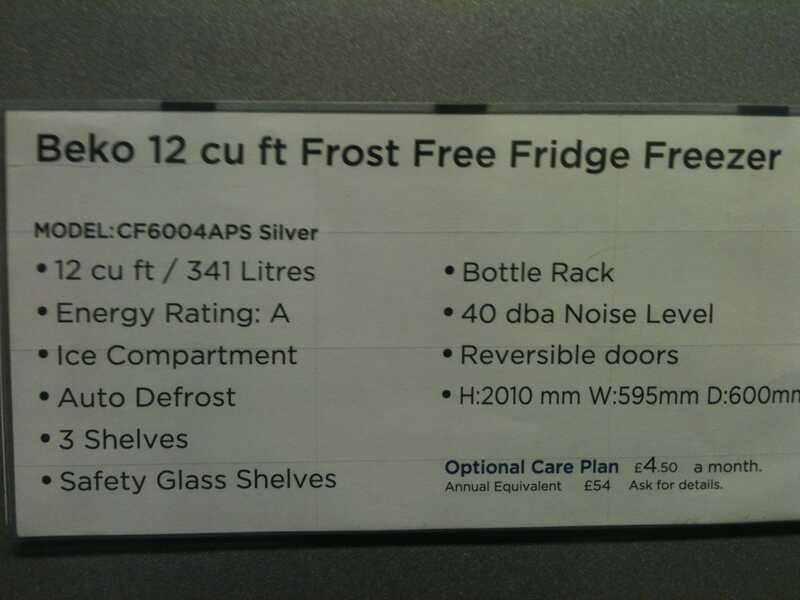 Beko 12 cu ft Frost Free Fridge Freezer
MODEL:CF6004APS Silver
• 12 cu ft / 341 Litres
• Energy Rating: A
• Ice Compartment
• Auto Defrost
• 3 Shelves
• Safety Glass Shelves
• Bottle Rack
• 40 dba Noise Level
• Reversible doors
• H:2010 mm W:595mm D:600mm
Optional Care Plan £4.50 a month.
Annual Equivalent £54 Ask for details.